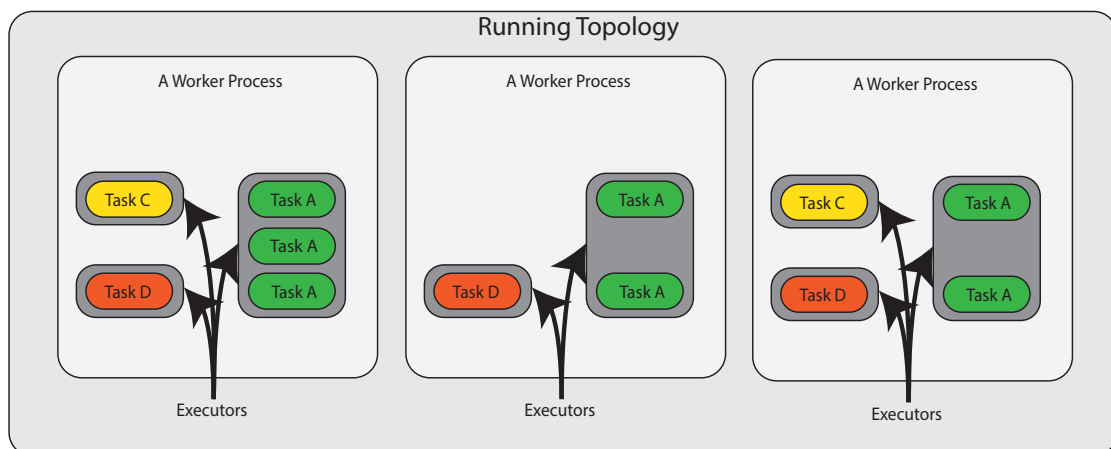 Running Topology
A Worker Process
Task C
Task D
Task A
Task A
Task A
Executors
A Worker Process
Task D
Task A
Task A
Executors
A Worker Process
Task C
Task D
Task A
Task A
Executors